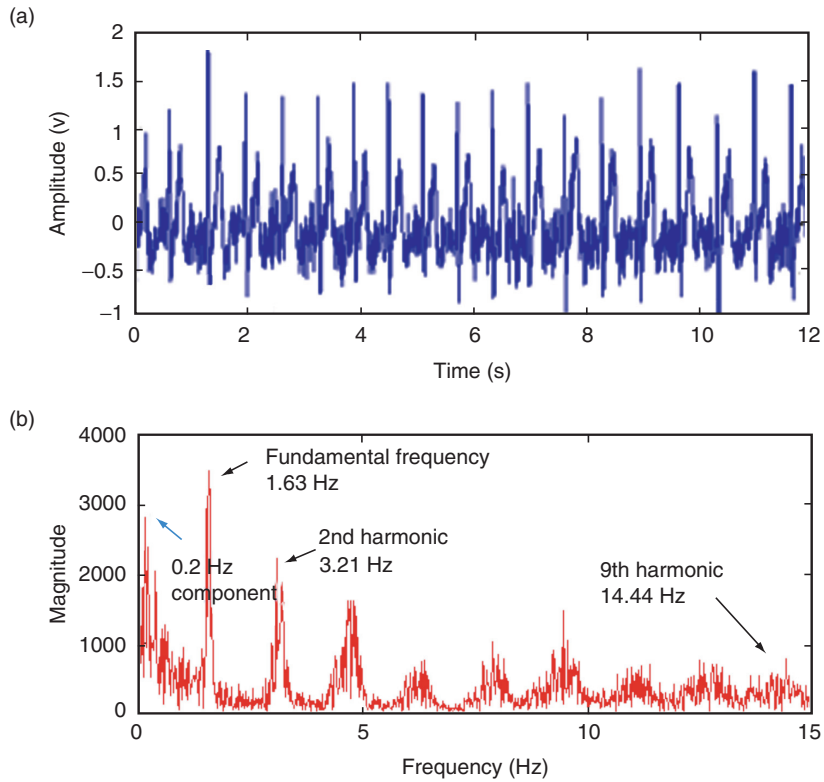 (a)
2
1.5
1
0.5
0
−0.5
−1
Amplitude (v)
0
2
4
6
8
10
12
Time (s)
(b)
4000
3000
2000
1000
0
Magnitude
Fundamental frequency
1.63 Hz
2nd harmonic
3.21 Hz
0.2 Hz
component
9th harmonic
14.44 Hz
0
5
10
15
Frequency (Hz)